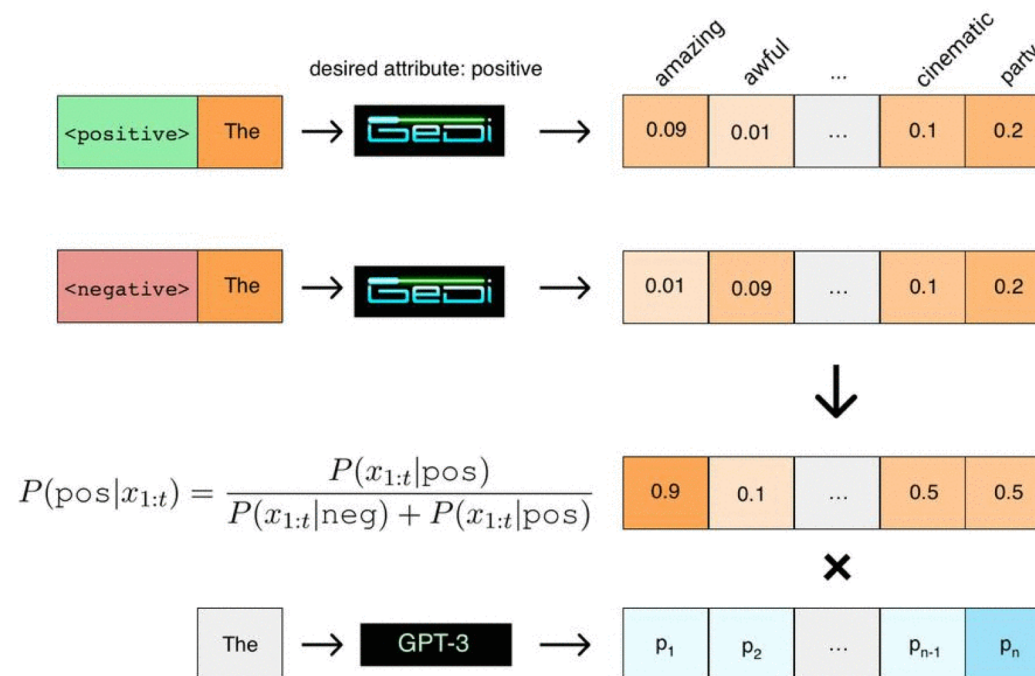 amazing awful ... cinematic party
desired attribute: positive
<positive> The GeDi 0.09 0.01 ... 0.1 0.2
<negative> The GeDi 0.01 0.09 ... 0.1 0.2
P(pos|x₁:ₜ) = P(x₁:ₜ|pos) / P(x₁:ₜ|neg) + P(x₁:ₜ|pos)
0.9 0.1 ... 0.5 0.5
×
The GPT-3 p₁ p₂ ... pₙ₋₁ pₙ